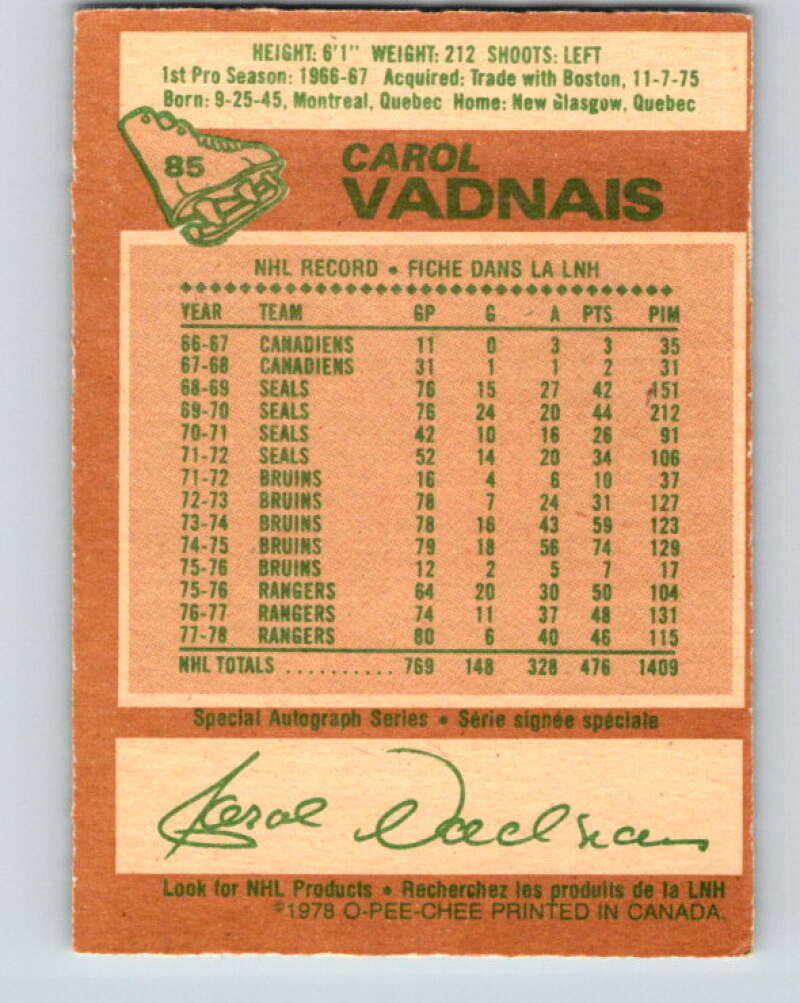 HEIGHT: 6'1" WEIGHT: 212 SHOOTS: LEFT
1st Pro Season: 1966-67 Acquired: Trade with Boston, 11-7-75
Born: 9-25-45, Montreal, Quebec Home: New Glasgow, Quebec
85
CAROL
VADNAIS
NHL RECORD • FICHE DANS LA LNH
YEAR TEAM GP G A PTS PIM
66-67 CANADIENS 11 0 3 3 35
67-68 CANADIENS 31 1 1 2 31
68-69 SEALS 76 15 27 42 151
69-70 SEALS 76 24 20 44 212
70-71 SEALS 42 10 16 26 91
71-72 SEALS 52 14 20 34 106
71-72 BRUINS 16 4 6 10 37
72-73 BRUINS 78 7 24 31 127
73-74 BRUINS 78 16 43 59 123
74-75 BRUINS 79 18 56 74 129
75-76 BRUINS 12 2 5 7 17
75-76 RANGERS 64 20 30 50 104
76-77 RANGERS 74 11 37 48 131
77-78 RANGERS 80 6 40 46 115
NHL TOTALS .......... 769 148 328 476 1409
Special Autograph Series • Série signée spéciale
Carol Vadnais
Look for NHL Products • Recherchez les produits de la LNH
©1978 O-PEE-CHEE PRINTED IN CANADA.